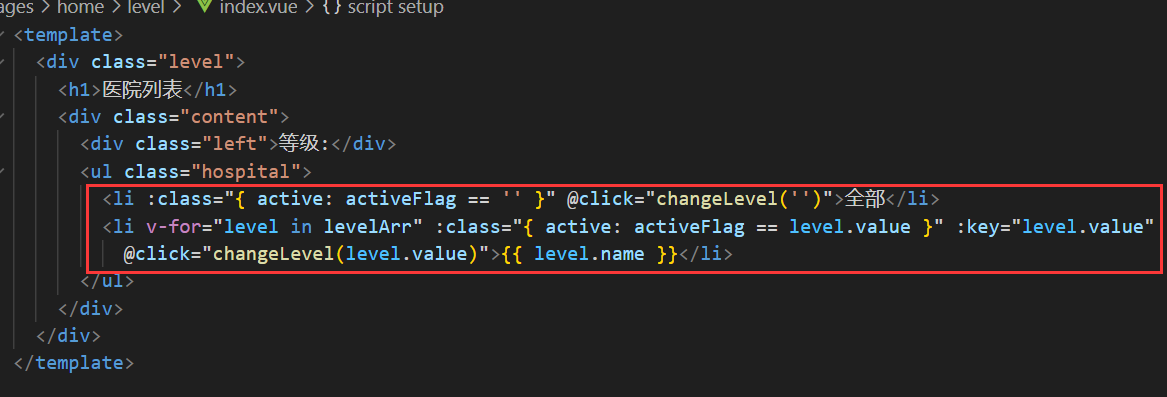 ages > home > level > index.vue > {} script setup
<template>
<div class="level">
<h1>医院列表</h1>
<div class="content">
<div class="left">等级:</div>
<ul class="hospital">
<li :class="{ active: activeFlag == '' }" @click="changeLevel('')">全部</li>
<li v-for="level in levelArr" :class="{ active: activeFlag == level.value }" :key="level.value"
@click="changeLevel(level.value)">{{ level.name }}</li>
</ul>
</div>
</div>
</template>